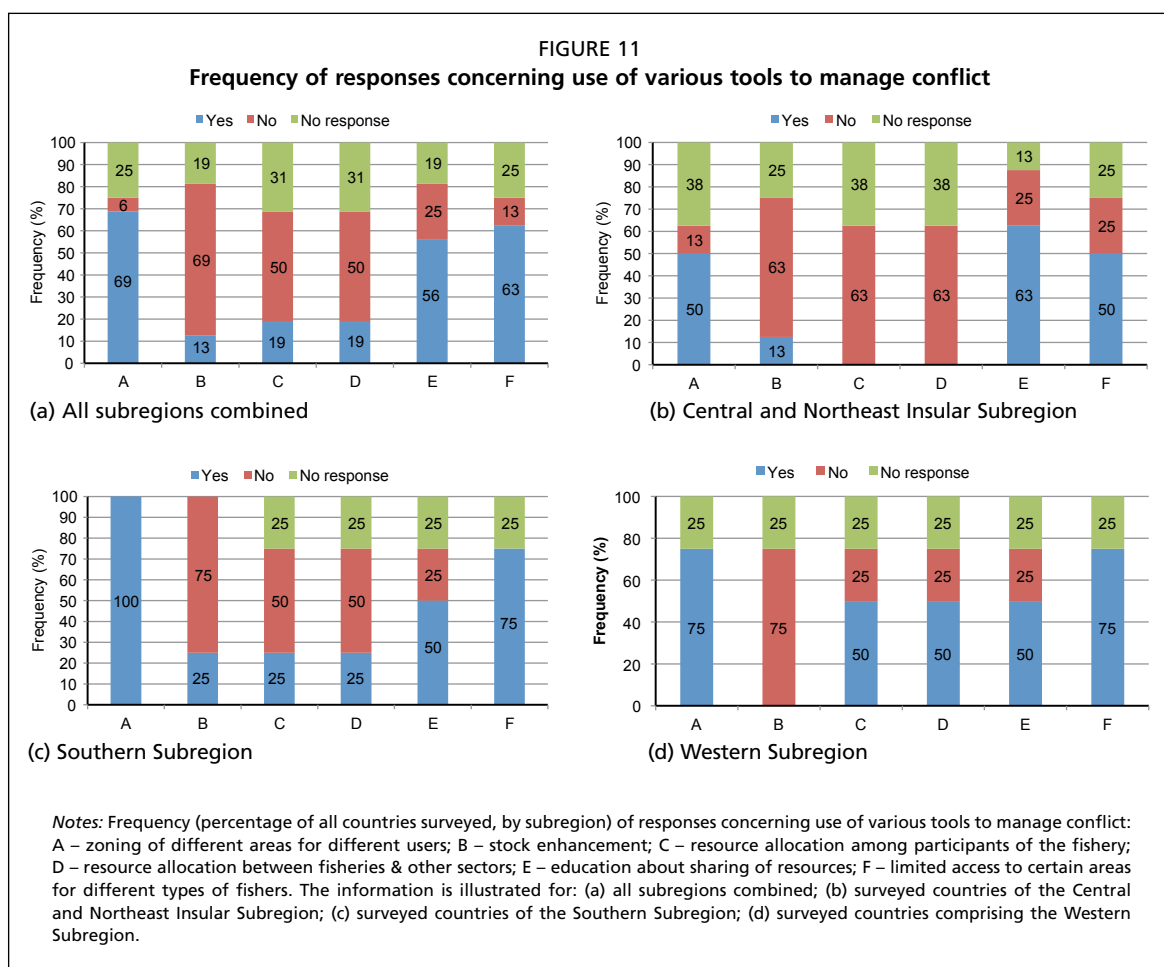 FIGURE 11
Frequency of responses concerning use of various tools to manage conflict
Yes No No response
Frequency (%)
100
90
80
70
60
50
40
30
20
10
0
25 19 31 31 19 25
6 69 50 50 25 13
69 13 19 19 56 63
A B C D E F
(a) All subregions combined
Yes No No response
Frequency (%)
100
90
80
70
60
50
40
30
20
10
0
38 25 38 38 13 25
13 63 63 63 25 25
50 13 63 50
A B C D E F
(b) Central and Northeast Insular Subregion
Yes No No response
Frequency (%)
100
90
80
70
60
50
40
30
20
10
0
25 25 25 25
75 50 50 25
100 25 25 25 50 75
A B C D E F
(c) Southern Subregion
Yes No No response
Frequency (%)
100
80
60
40
20
0
25 25 25 25 25 25
75 25 25 25
75 50 50 50 75
A B C D E F
(d) Western Subregion
Notes: Frequency (percentage of all countries surveyed, by subregion) of responses concerning use of various tools to manage conflict:
A – zoning of different areas for different users; B – stock enhancement; C – resource allocation among participants of the fishery;
D – resource allocation between fisheries & other sectors; E – education about sharing of resources; F – limited access to certain areas
for different types of fishers. The information is illustrated for: (a) all subregions combined; (b) surveyed countries of the Central
and Northeast Insular Subregion; (c) surveyed countries of the Southern Subregion; (d) surveyed countries comprising the Western
Subregion.